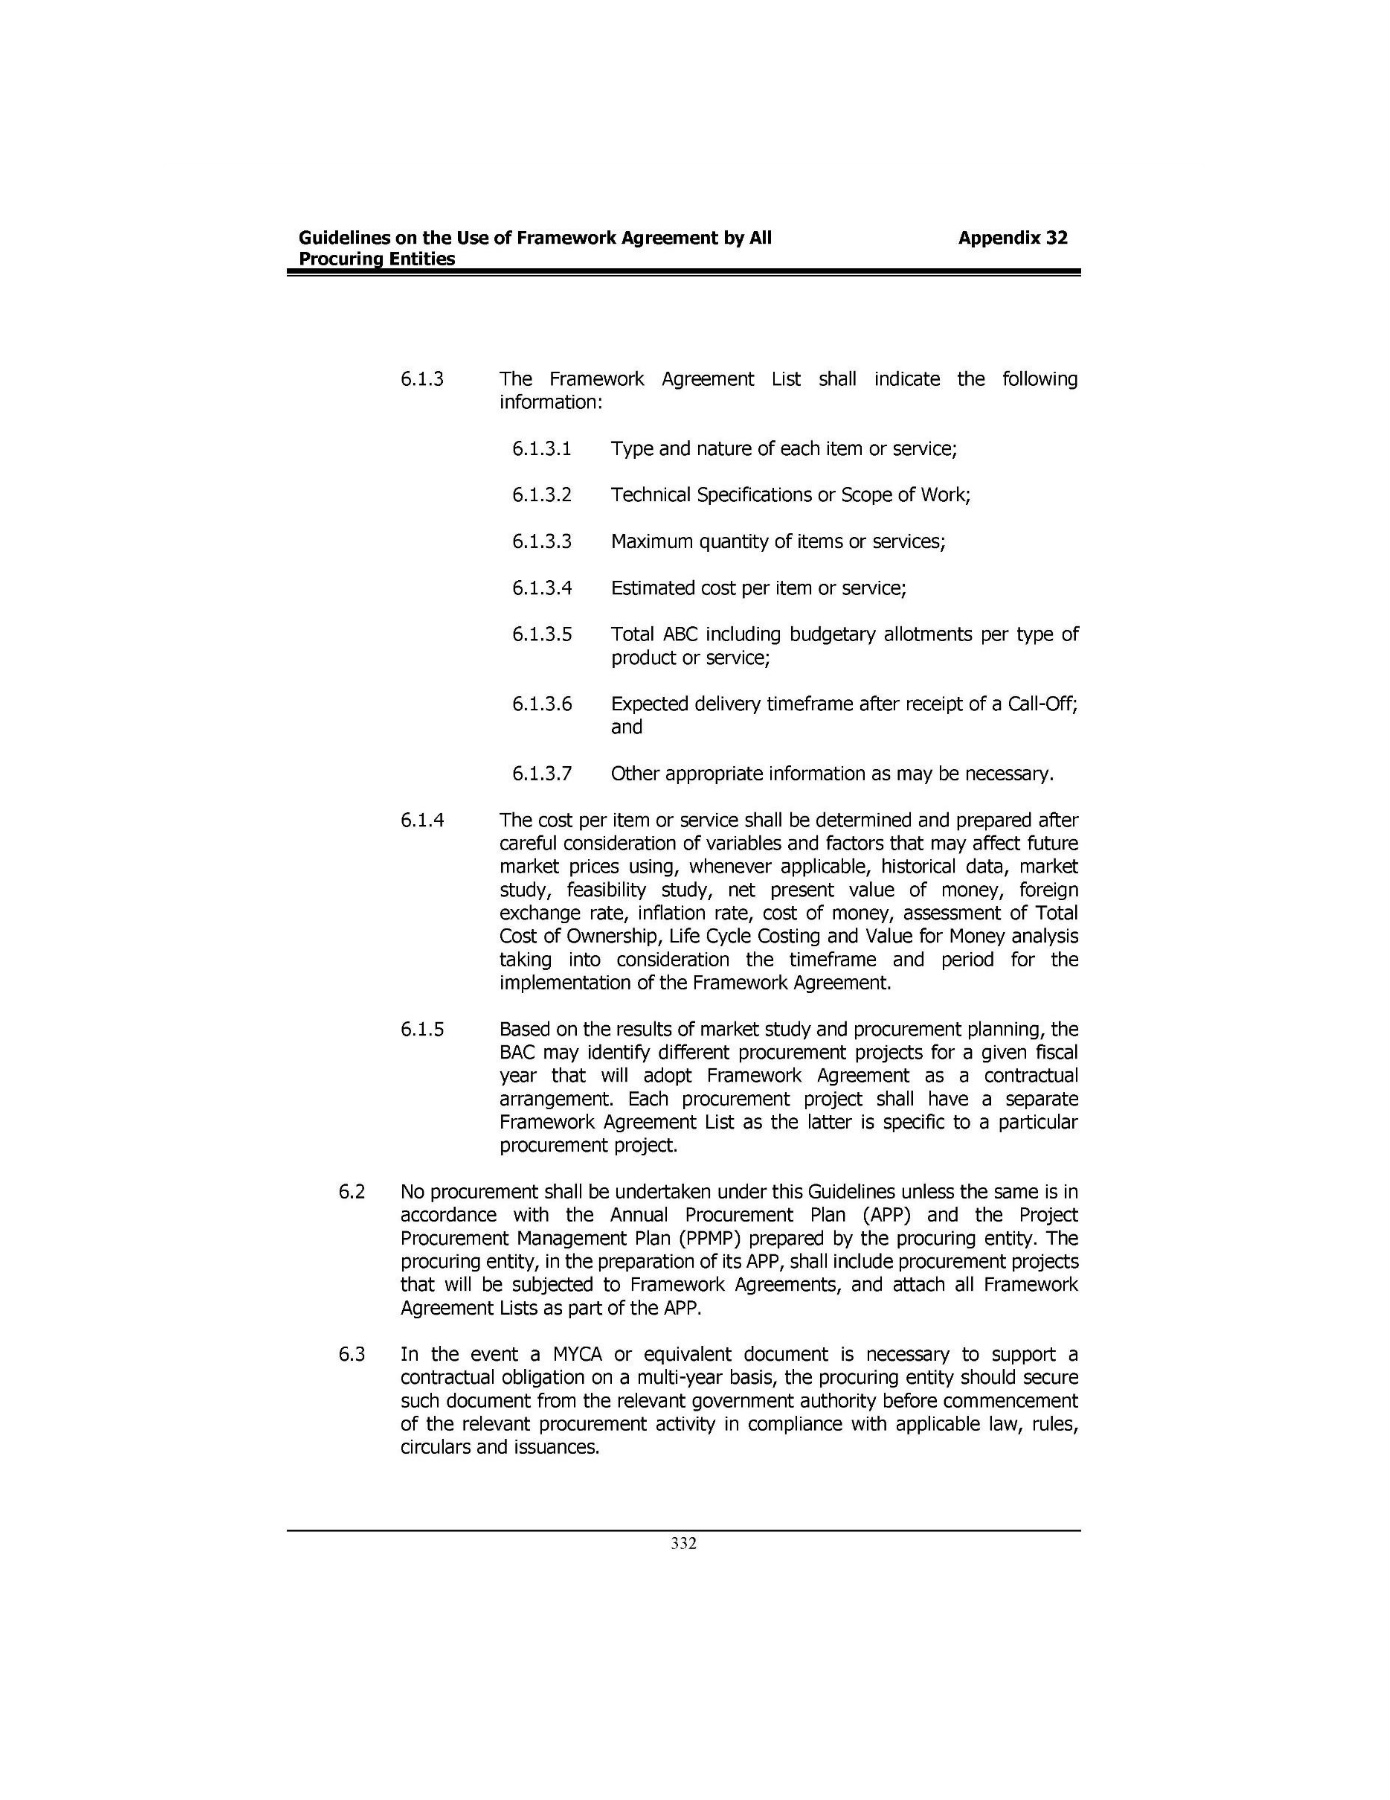 Guidelines on the Use of Framework Agreement by All Appendix 32
Procuring Entities
6.1.3 The Framework Agreement List shall indicate the following
information:
6.1.3.1 Type and nature of each item or service;
6.1.3.2 Technical Specifications or Scope of Work;
6.1.3.3 Maximum quantity of items or services;
6.1.3.4 Estimated cost per item or service;
6.1.3.5 Total ABC including budgetary allotments per type of
product or service;
6.1.3.6 Expected delivery timeframe after receipt of a Call-Off;
and
6.1.3.7 Other appropriate information as may be necessary.
6.1.4 The cost per item or service shall be determined and prepared after
careful consideration of variables and factors that may affect future
market prices using, whenever applicable, historical data, market
study, feasibility study, net present value of money, foreign
exchange rate, inflation rate, cost of money, assessment of Total
Cost of Ownership, Life Cycle Costing and Value for Money analysis
taking into consideration the timeframe and period for the
implementation of the Framework Agreement.
6.1.5 Based on the results of market study and procurement planning, the
BAC may identify different procurement projects for a given fiscal
year that will adopt Framework Agreement as a contractual
arrangement. Each procurement project shall have a separate
Framework Agreement List as the latter is specific to a particular
procurement project.
6.2 No procurement shall be undertaken under this Guidelines unless the same is in
accordance with the Annual Procurement Plan (APP) and the Project
Procurement Management Plan (PPMP) prepared by the procuring entity. The
procuring entity, in the preparation of its APP, shall include procurement projects
that will be subjected to Framework Agreements, and attach all Framework
Agreement Lists as part of the APP.
6.3 In the event a MYCA or equivalent document is necessary to support a
contractual obligation on a multi-year basis, the procuring entity should secure
such document from the relevant government authority before commencement
of the relevant procurement activity in compliance with applicable law, rules,
circulars and issuances.
332